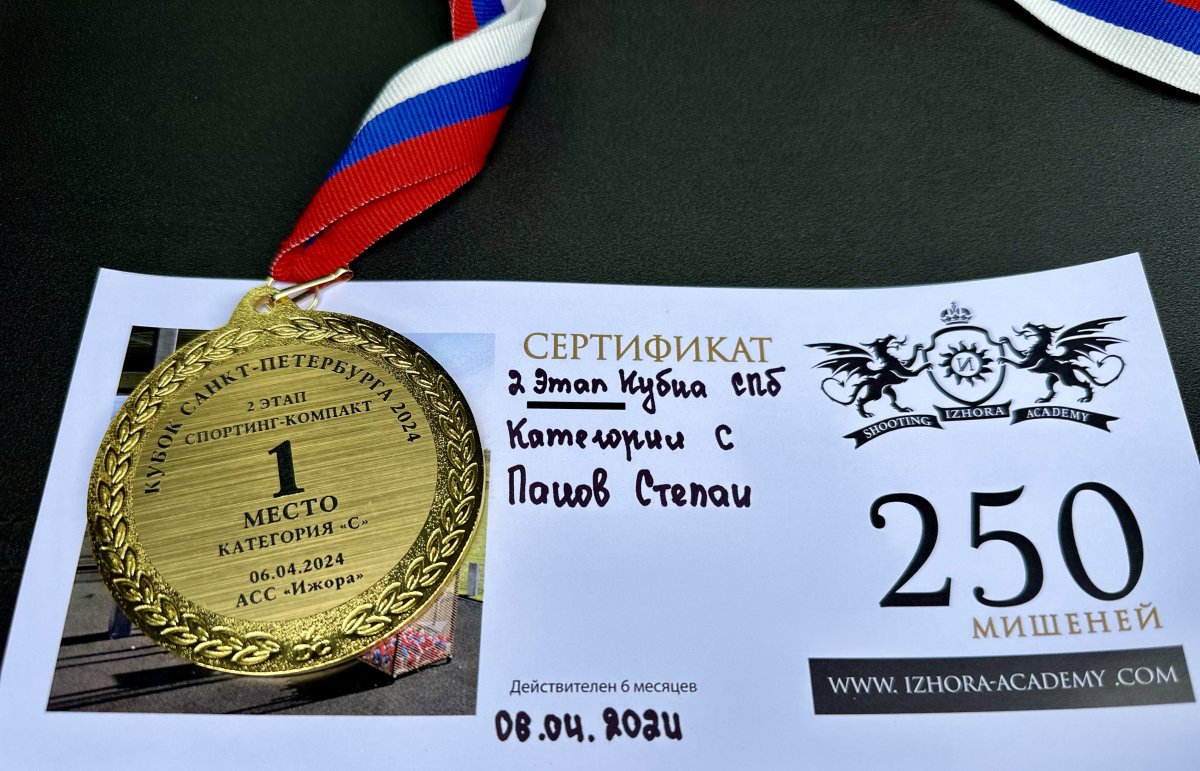 КУБОК САНКТ-ПЕТЕРБУРГА 2024
2 ЭТАП
СПОРТИНГ-КОМПАКТ
1
МЕСТО
КАТЕГОРИЯ «С»
06.04.2024
АСС «Ижора»
СЕРТИФИКАТ
2 Этап Кубка СПб
Категории С
Панов Степан
Действителен 6 месяцев
06.04.2024
И
SHOOTING IZHORA ACADEMY
250
МИШЕНЕЙ
WWW. IZHORA-ACADEMY .COM